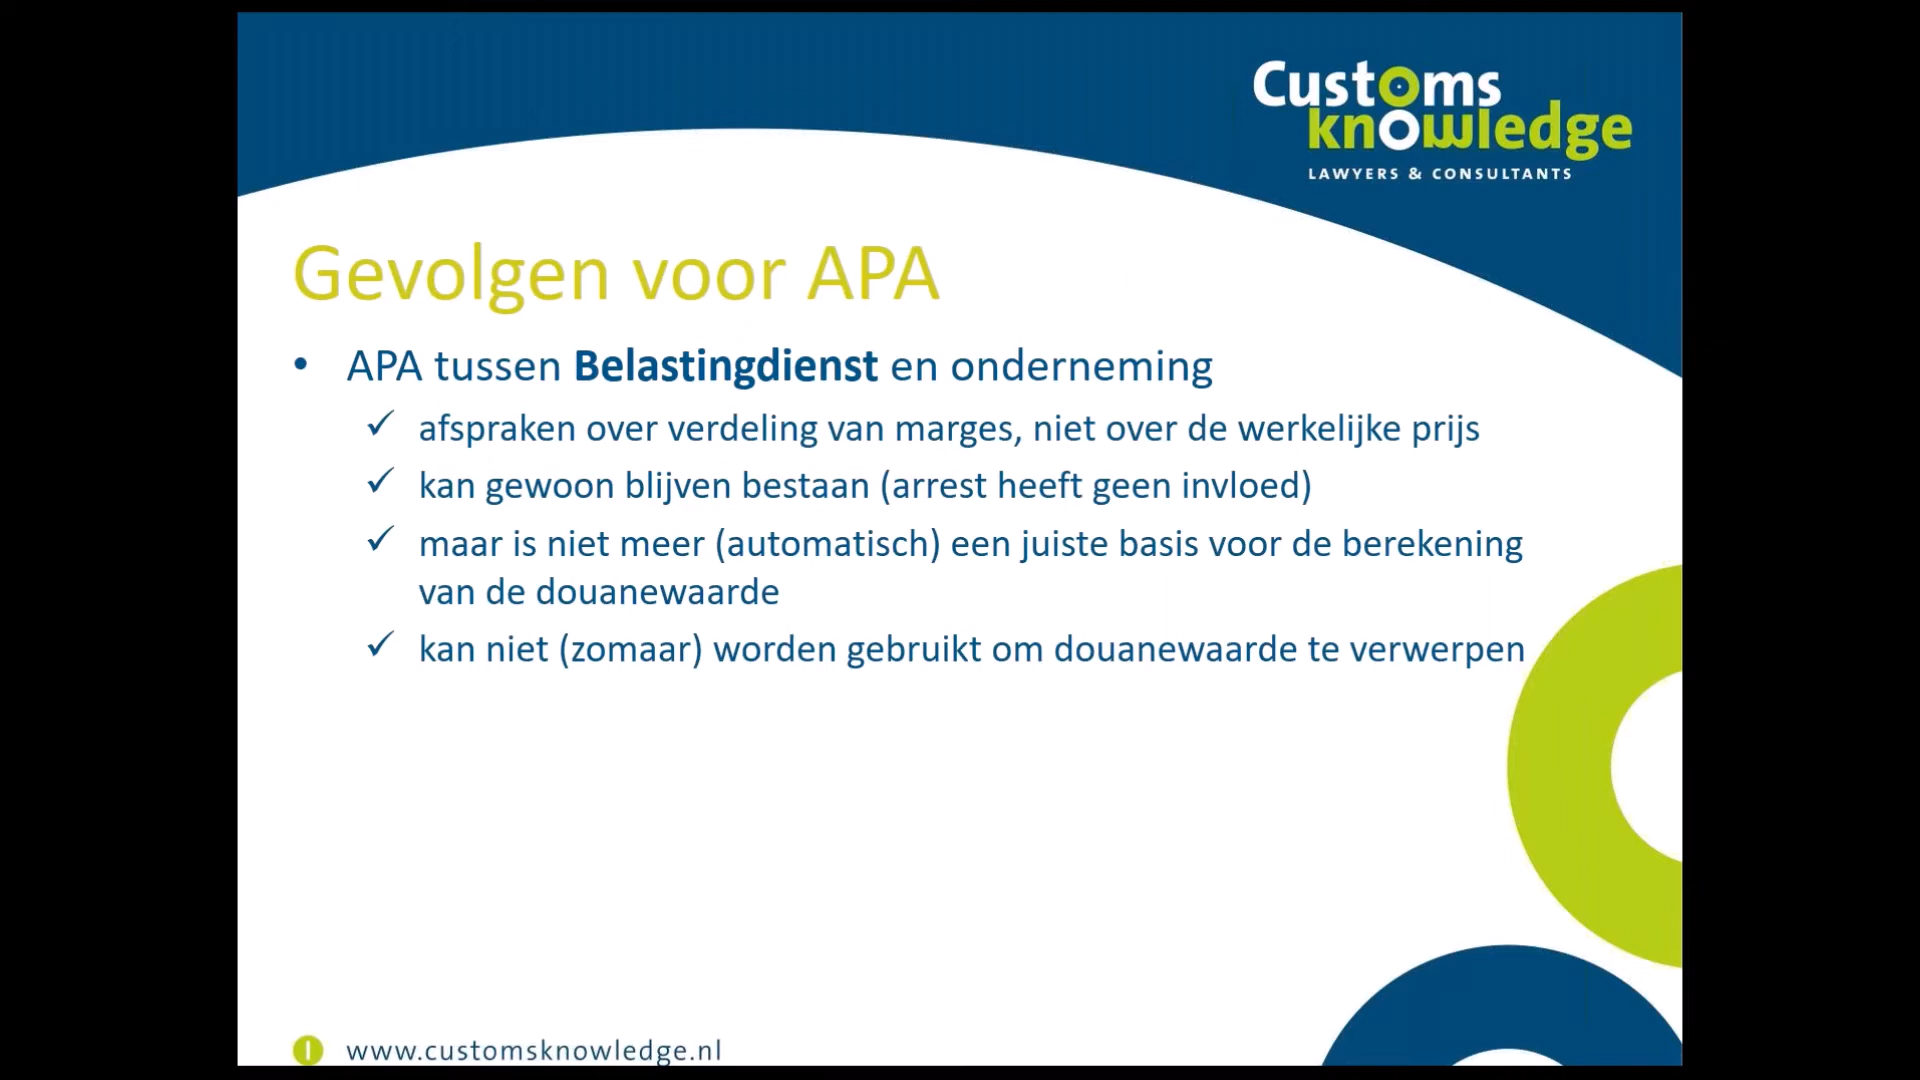 Customs
knowledge
LAWYERS & CONSULTANTS
Gevolgen voor APA
• APA tussen Belastingdienst en onderneming
✓ afspraken over verdeling van marges, niet over de werkelijke prijs
✓ kan gewoon blijven bestaan (arrest heeft geen invloed)
✓ maar is niet meer (automatisch) een juiste basis voor de berekening
van de douanewaarde
✓ kan niet (zomaar) worden gebruikt om douanewaarde te verwerpen
www.customsknowledge.nl